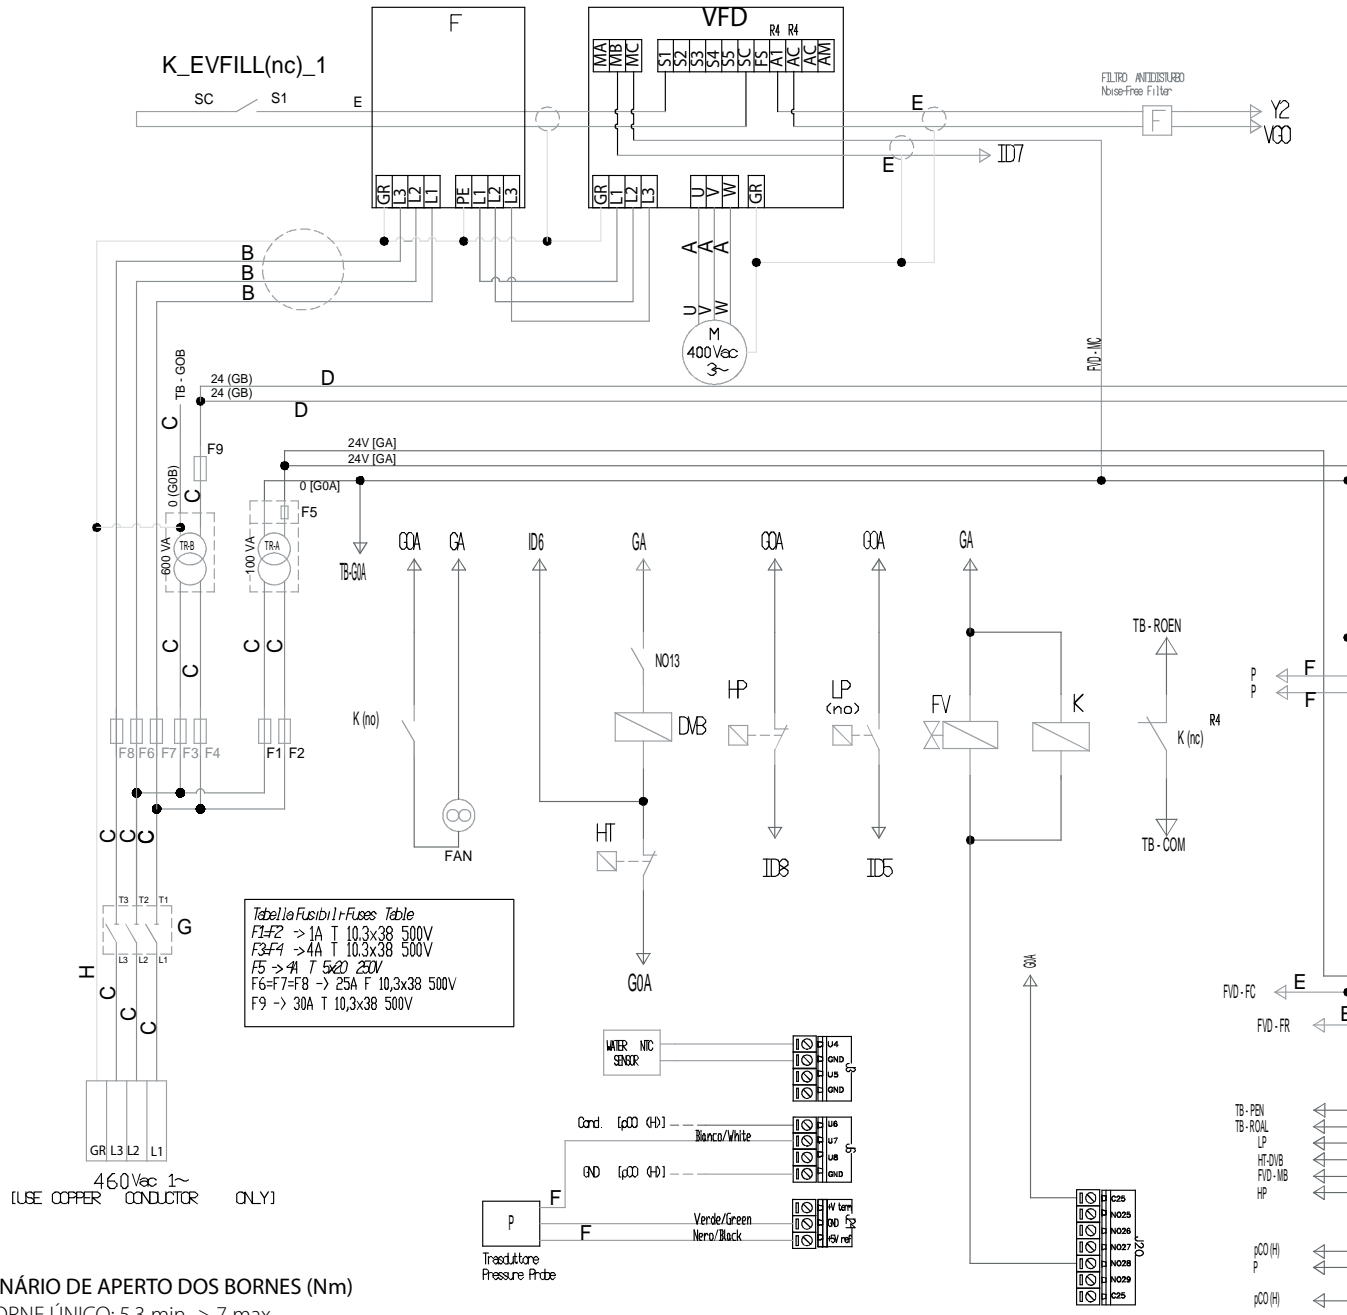 F
VFD
R4 R4
MA MB MC
S1 S2 S3 S4 S5 SC FS A1 AC AC AM
K_EVFILL(nc)_1
SC S1 E
FILTRO ANTIDISTURBO
Noise-Free Filter
F
E
Y2
VG0
E
ID7
GR L3 L2 L1
PE L1 L2 L3
GR L1 L2 L3
U V W
GR
B
B
B
A A A
U V W
M
400Vac
3~
FVD - MC
TB - GOB
24 (GB) D
24 (GB)
D
C
F9
24V [GA]
24V [GA]
0 (G0B)
C
0 [G0A]
F5
600 VA
TR-B
100 VA
TR-A
TB-G0A
G0A
GA
ID6
GA
G0A
G0A
GA
C
C
C C
K (no)
NO13
DVB
HP
LP
(no)
FV
K
TB - ROEN
K (nc)
R4
TB - COM
P F
P F
F8 F6 F7 F3 F4
F1 F2
C C C
FAN
HT
ID8
ID5
T3 T2 T1
G
L3 L2 L1
H
C
C
C
Tabella Fusibili-Fuses Table
F1=F2 -> 1A T 10.3x38 500V
F3=F4 ->4A T 10.3x38 500V
F5 -> 4A T 5x20 250V
F6=F7=F8 -> 25A F 10,3x38 500V
F9 -> 30A T 10,3x38 500V
G0A
G0A
FVD - FC E
FVD - FR E
WATER NTC
SENSOR
U4
GND
U5
GND
Cond. [pCO (H)]
Bianco/White
GND [pCO (H)]
U6
U7
U8
GND
F
P
F
Verde/Green
Nero/Black
+V term
GND
+5V ref
Trasduttore
Pressure Probe
C25
NO25
NO26
NO27
NO28
NO29
C25
J20
TB - PEN
TB - ROAL
LP
HT-DVB
FVD - MB
HP
pCO (H)
P
pCO (H)
GR L3 L2 L1
460Vac 1~
[USE COPPER CONDUCTOR ONLY]
NÁRIO DE APERTO DOS BORNES (Nm)
ORNE ÚNICO: 5,3 min -> 7 max